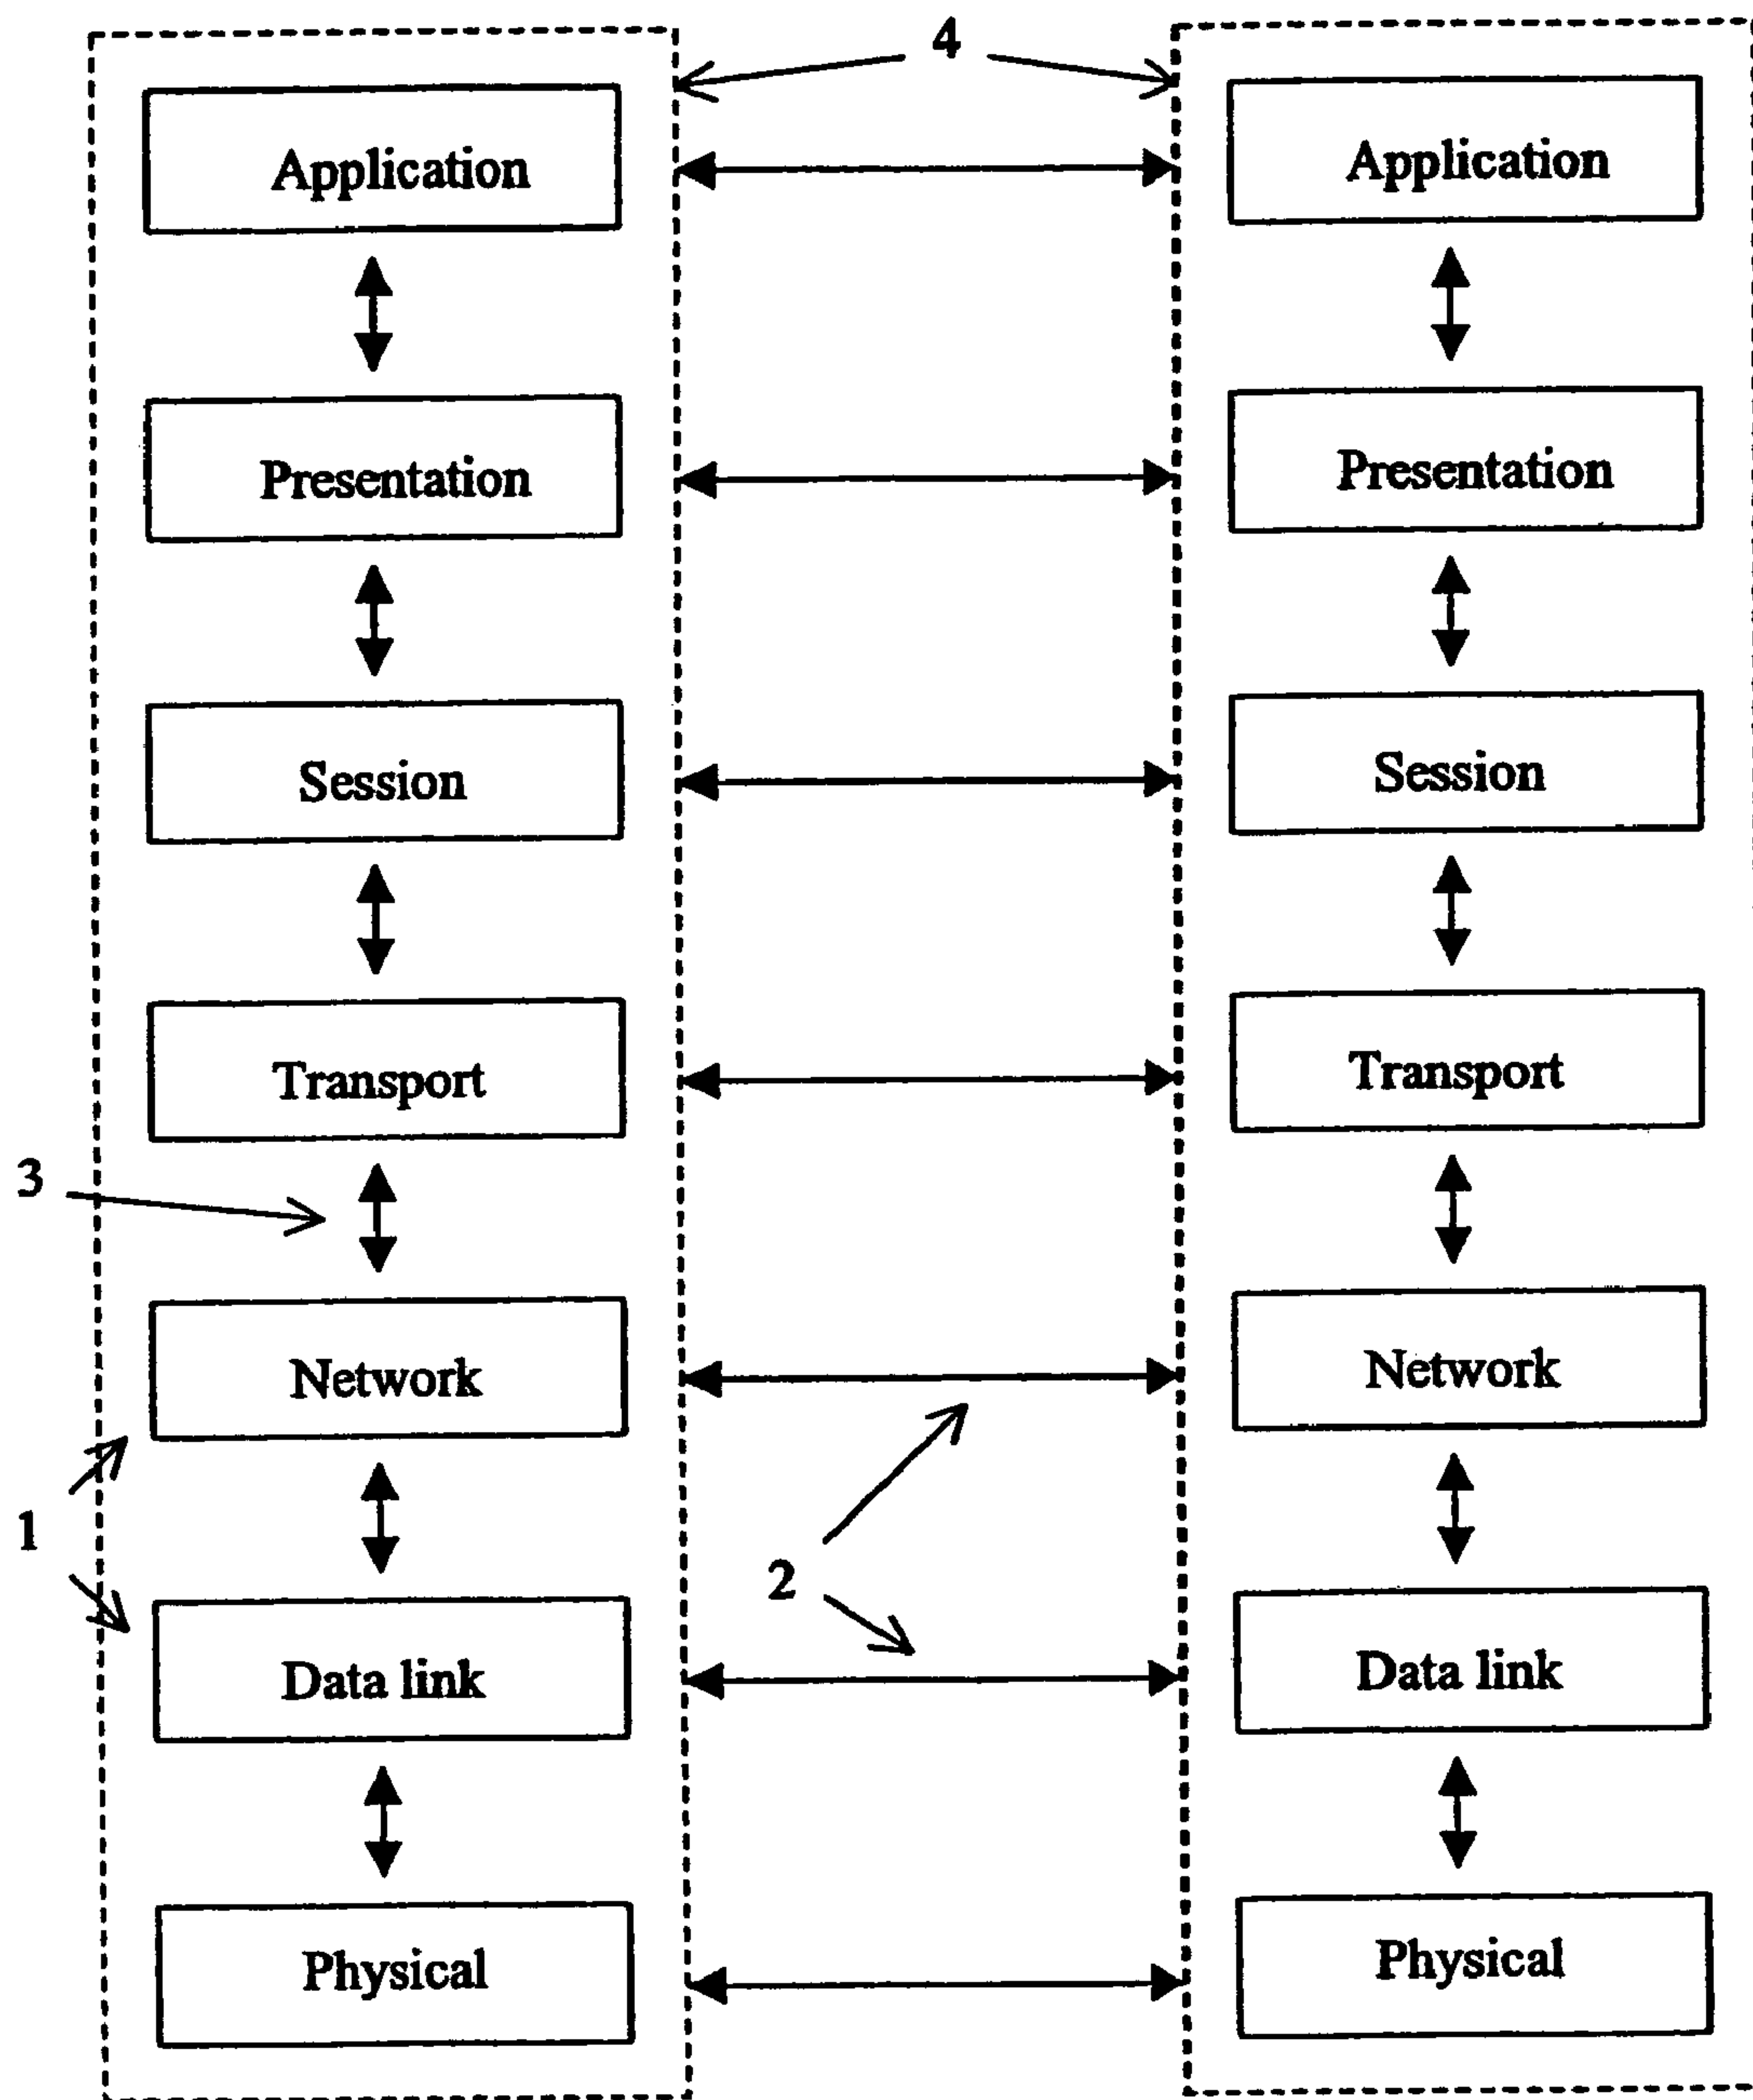 4
Application
Application
Presentation
Presentation
Session
Session
Transport
Transport
3
Network
Network
1
2
Data link
Data link
Physical
Physical